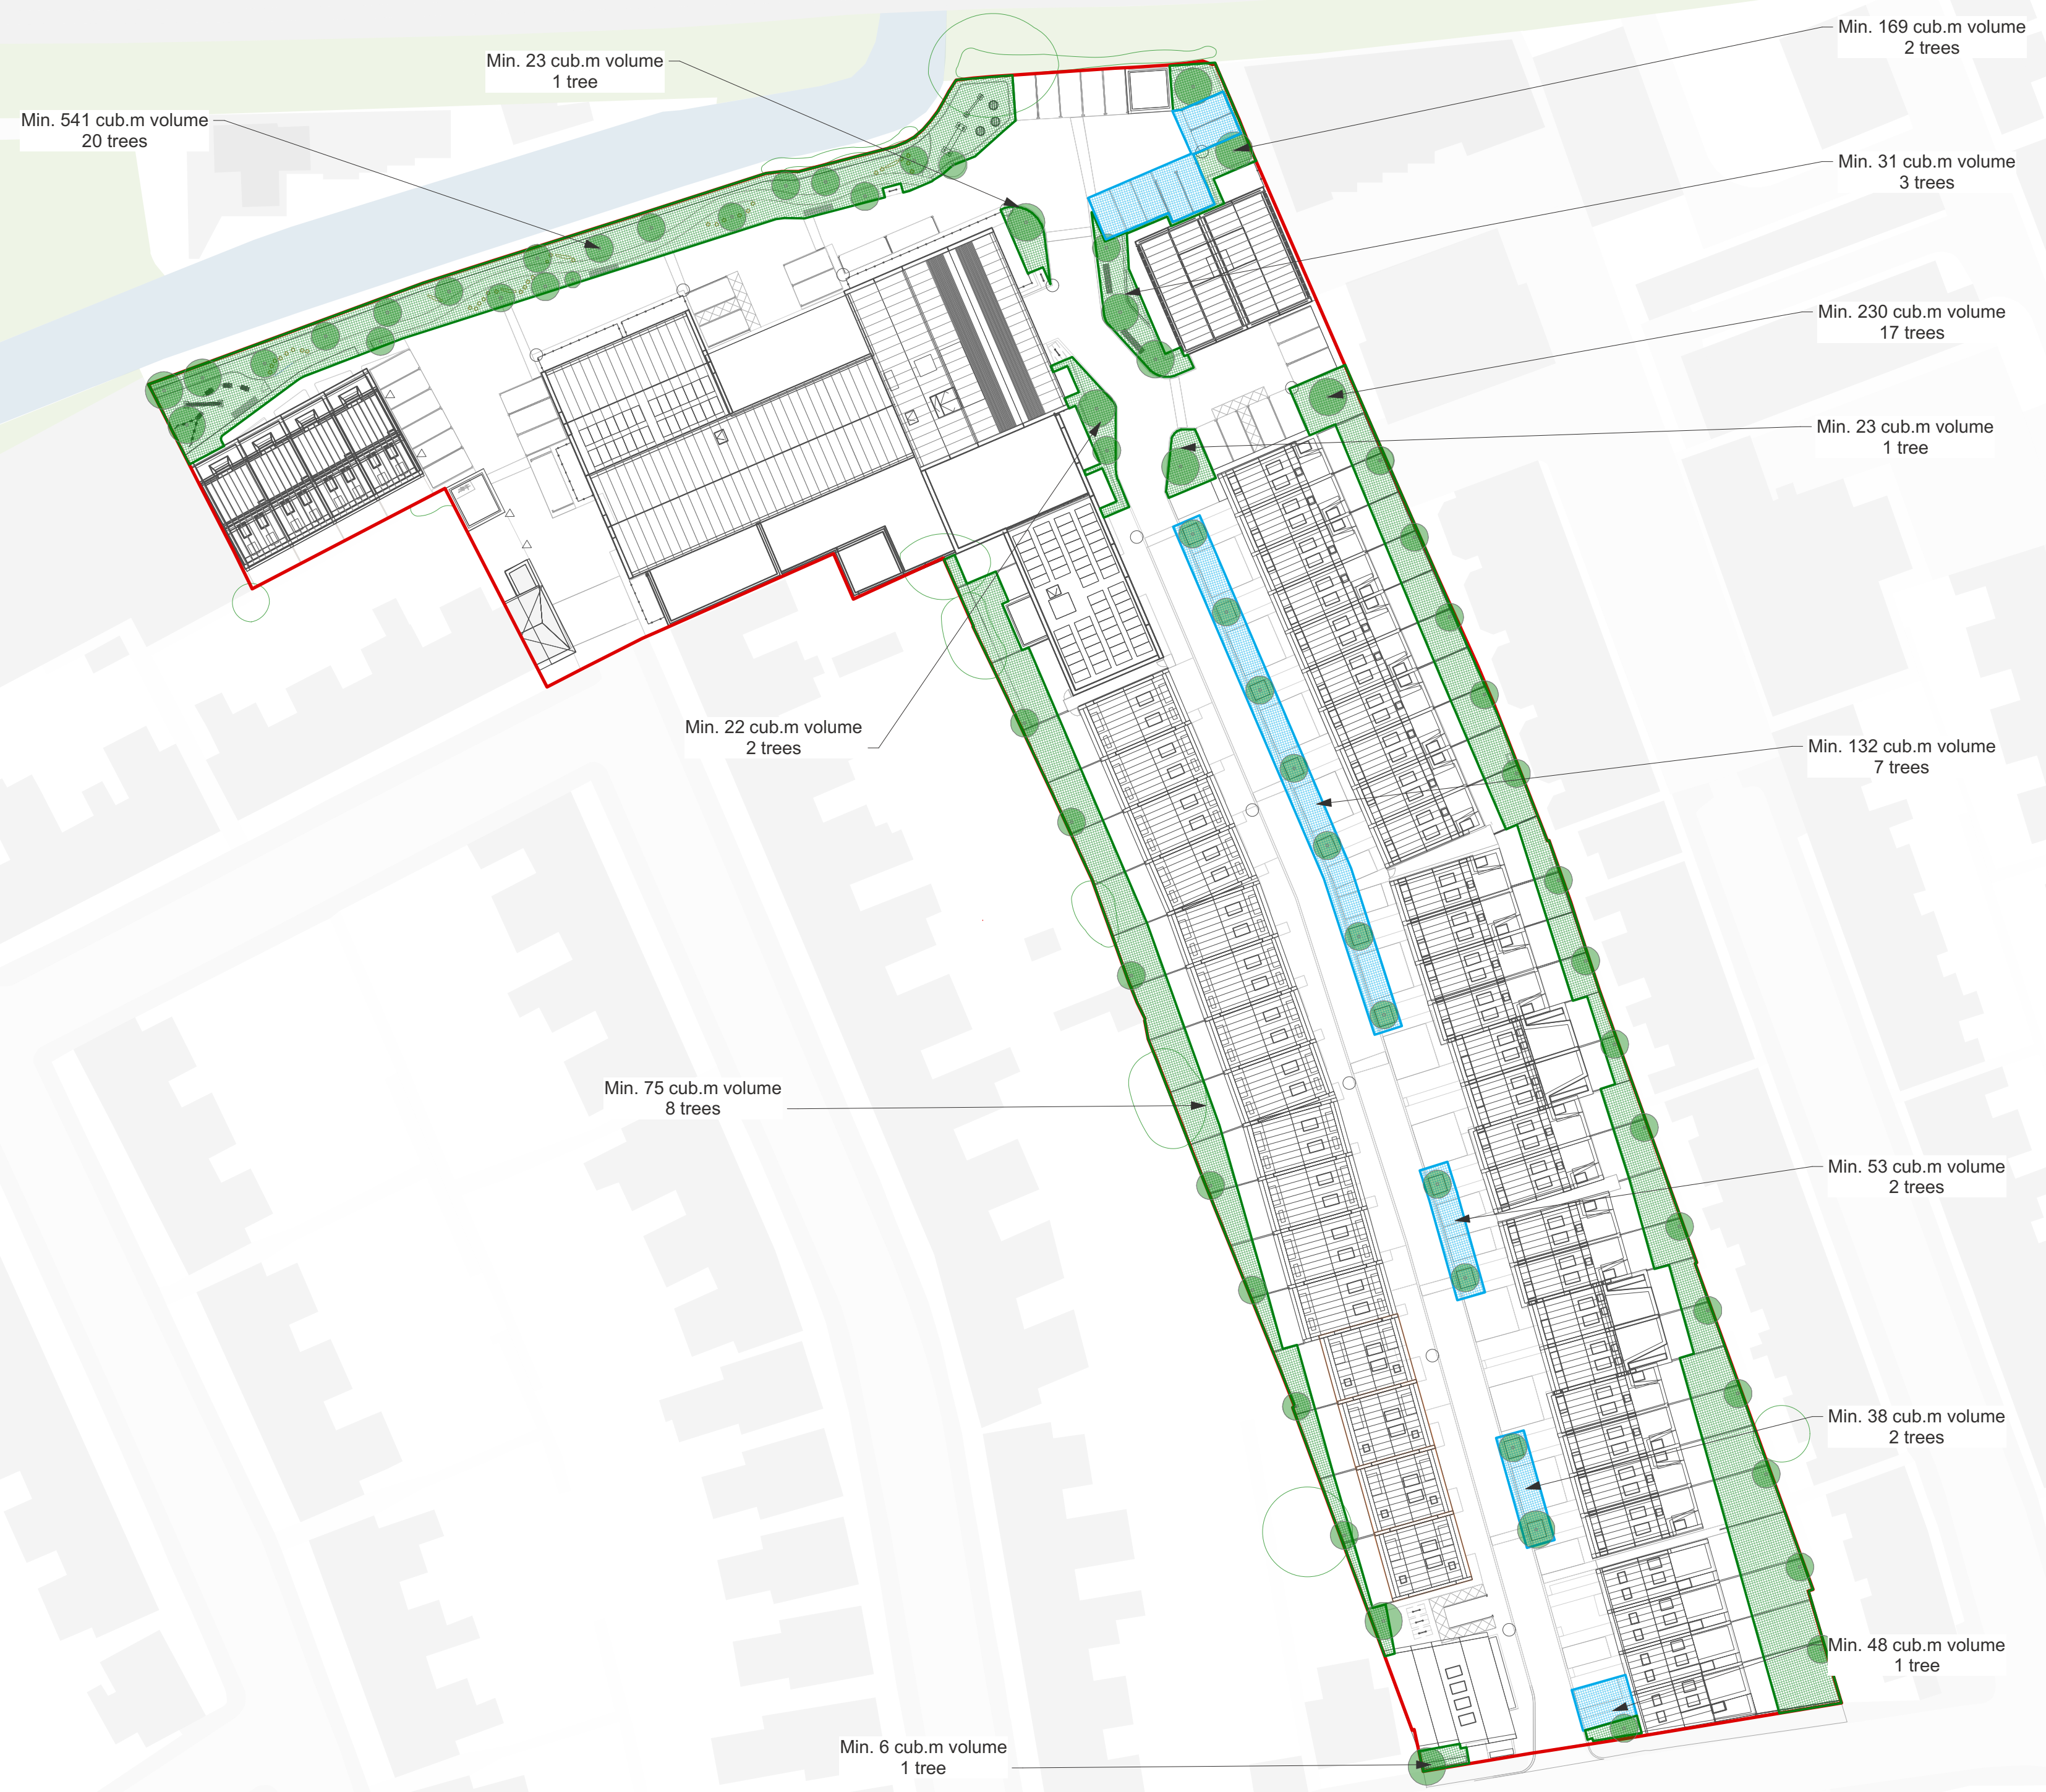 Min. 169 cub.m volume
2 trees
Min. 23 cub.m volume
1 tree
Min. 541 cub.m volume
20 trees
Min. 31 cub.m volume
3 trees
Min. 230 cub.m volume
17 trees
Min. 23 cub.m volume
1 tree
Min. 22 cub.m volume
2 trees
Min. 132 cub.m volume
7 trees
Min. 75 cub.m volume
8 trees
Min. 53 cub.m volume
2 trees
Min. 38 cub.m volume
2 trees
Min. 48 cub.m volume
1 tree
Min. 6 cub.m volume
1 tree